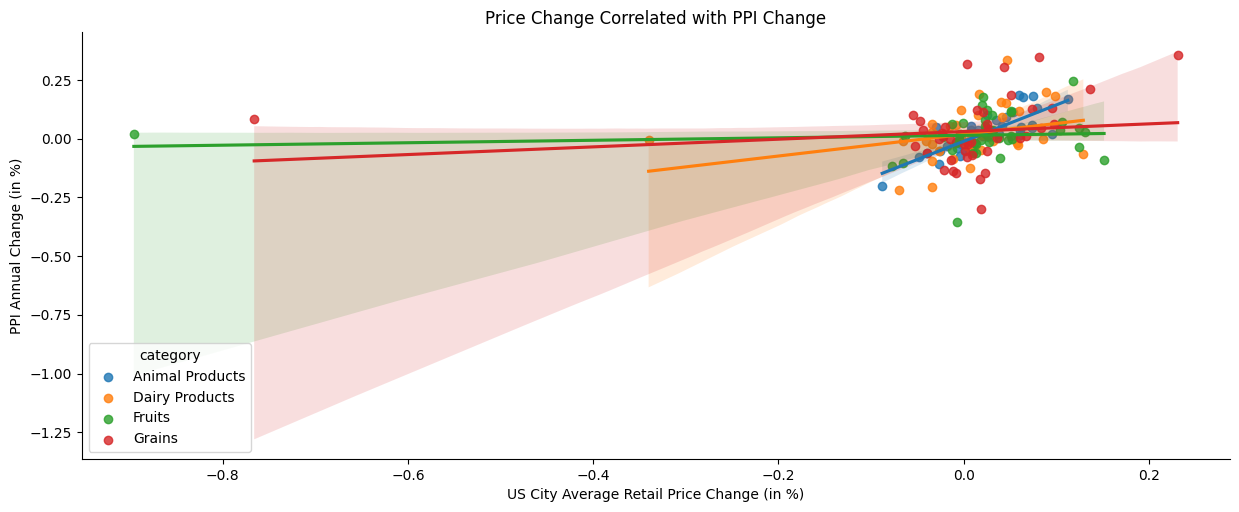 Price Change Correlated with PPI Change
PPI Annual Change (in %)
0.25
0.00
−0.25
−0.50
−0.75
−1.00
−1.25
category
Animal Products
Dairy Products
Fruits
Grains
−0.8
−0.6
−0.4
−0.2
0.0
0.2
US City Average Retail Price Change (in %)